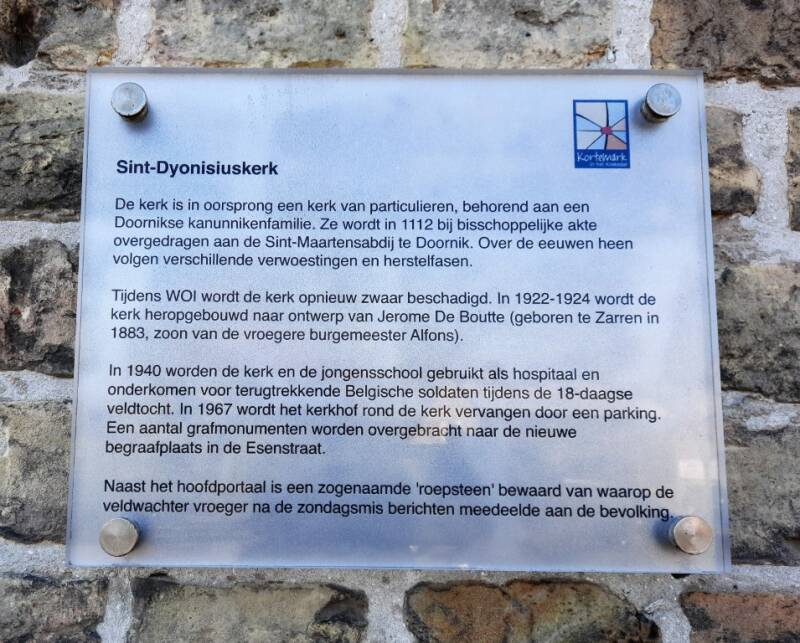 Kortemark
Sint-Dyonisiuskerk
De kerk is in oorsprong een kerk van particulieren, behorend aan een
Doornikse kanunnikenfamilie. Ze wordt in 1112 bij bisschoppelijke akte
overgedragen aan de Sint-Maartensabdij te Doornik. Over de eeuwen heen
volgen verschillende verwoestingen en herstelfasen.
Tijdens WOI wordt de kerk opnieuw zwaar beschadigd. In 1922-1924 wordt de
kerk heropgebouwd naar ontwerp van Jerome De Boutte (geboren te Zarren in
1883, zoon van de vroegere burgemeester Alfons).
In 1940 worden de kerk en de jongensschool gebruikt als hospitaal en
onderkomen voor terugtrekkende Belgische soldaten tijdens de 18-daagse
veldtocht. In 1967 wordt het kerkhof rond de kerk vervangen door een parking.
Een aantal grafmonumenten worden overgebracht naar de nieuwe
begraafplaats in de Esenstraat.
Naast het hoofdportaal is een zogenaamde 'roepsteen' bewaard van waarop de
veldwachter vroeger na de zondagsmis berichten meedeelde aan de bevolking.